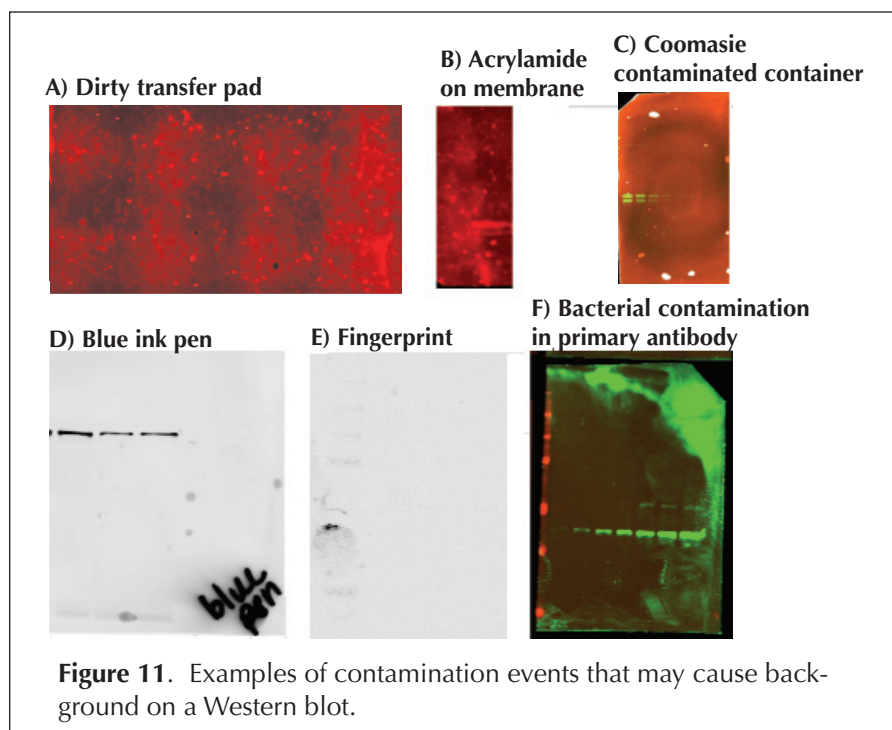 A) Dirty transfer pad
B) Acrylamide
on membrane
C) Coomasie
contaminated container
D) Blue ink pen
E) Fingerprint
F) Bacterial contamination
in primary antibody
blue
pen
Figure 11. Examples of contamination events that may cause back-
ground on a Western blot.